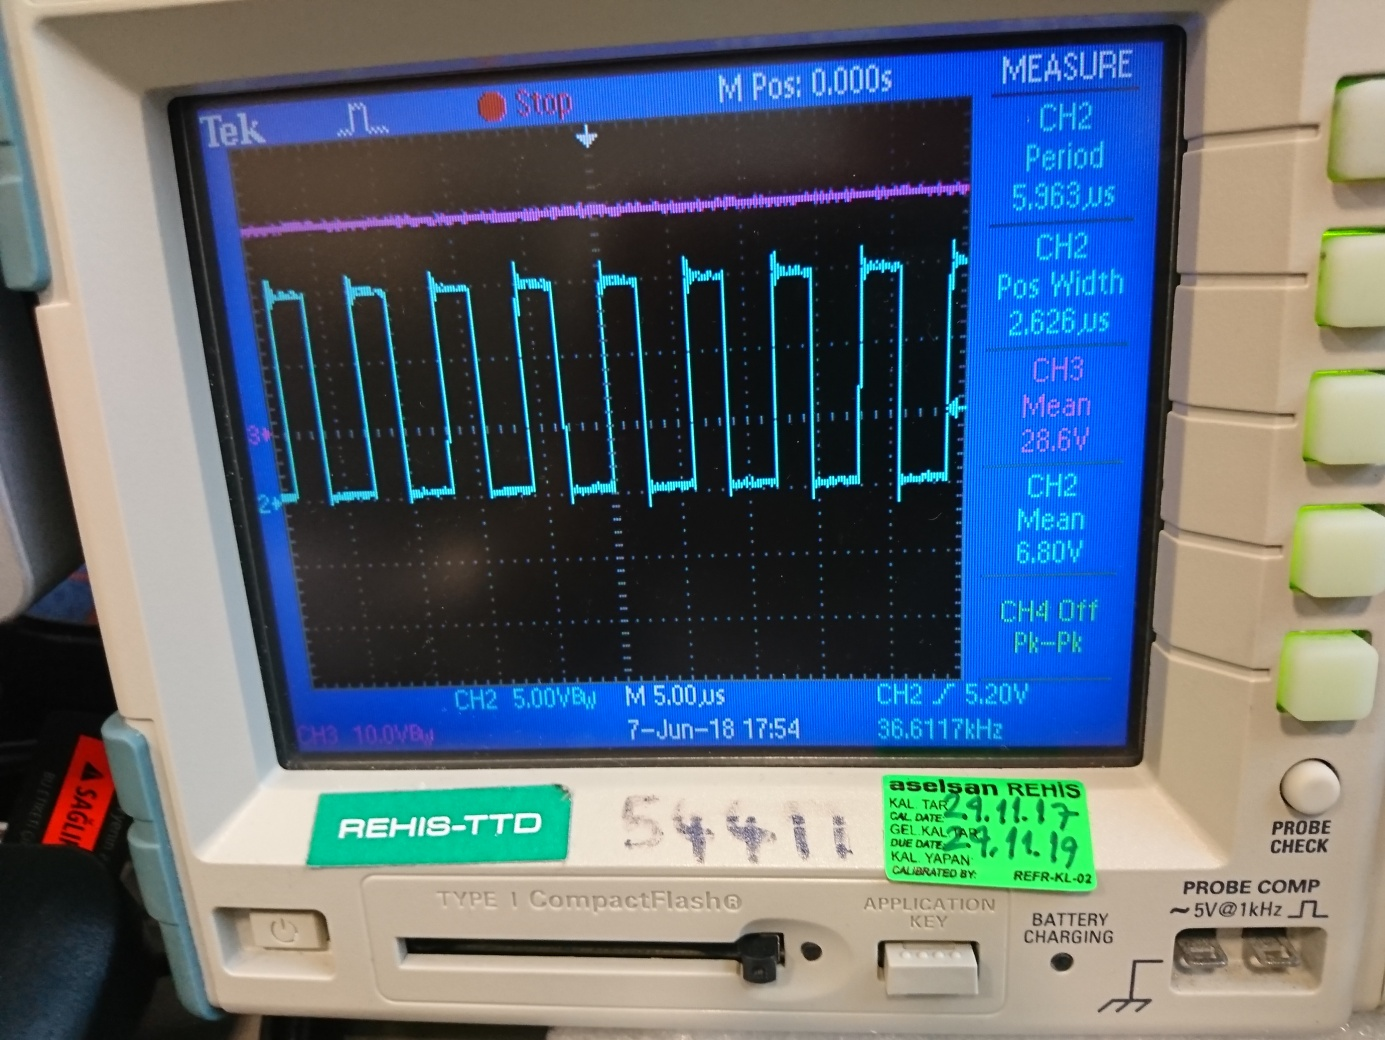 Tek
Stop
M Pos: 0.000s
MEASURE
CH2
Period
5.963µs
CH2
Pos Width
2.626µs
CH3
Mean
28.6V
CH2
Mean
6.80V
CH4 Off
Pk-Pk
3
2
CH2 5.00VBW M 5.00µs CH2 5.20V
CH3 10.0VBW 7-Jun-18 17:54 36.6117kHz
SAĞLI
REHIS-TTD
54411
aselsan REHİS
KAL TAR 29.11.17
CAL. DATE:
GEL.KAL TAR 29.11.19
DUE DATE:
KAL. YAPAN:
CALIBRATED BY: REFR-KL-02
PROBE
CHECK
TYPE I CompactFlash®
APPLICATION
KEY
BATTERY
CHARGING
PROBE COMP
~5V@1kHz